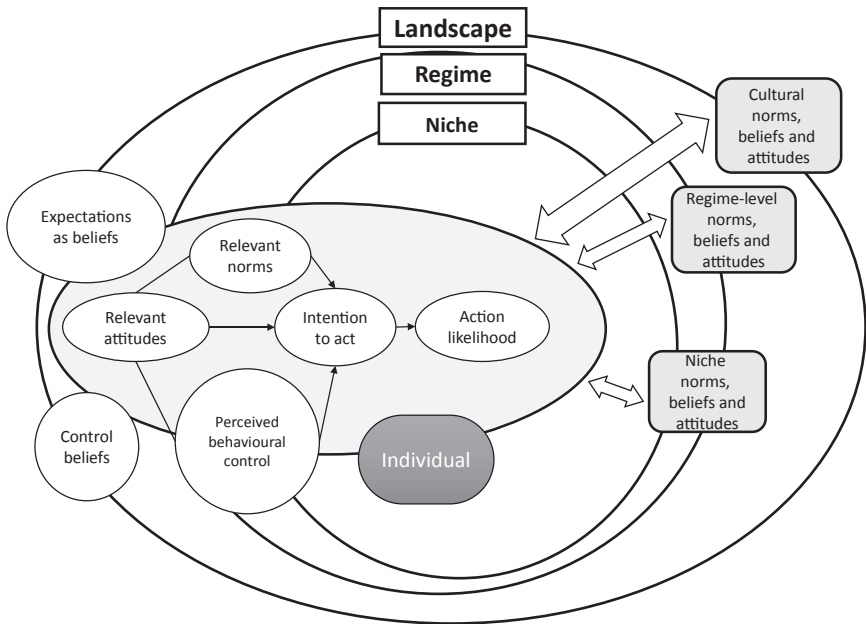 Landscape
Regime
Niche
Cultural
norms,
beliefs and
attitudes
Regime-level
norms,
beliefs and
attitudes
Niche
norms,
beliefs and
attitudes
Expectations
as beliefs
Relevant
norms
Relevant
attitudes
Intention
to act
Action
likelihood
Control
beliefs
Perceived
behavioural
control
Individual